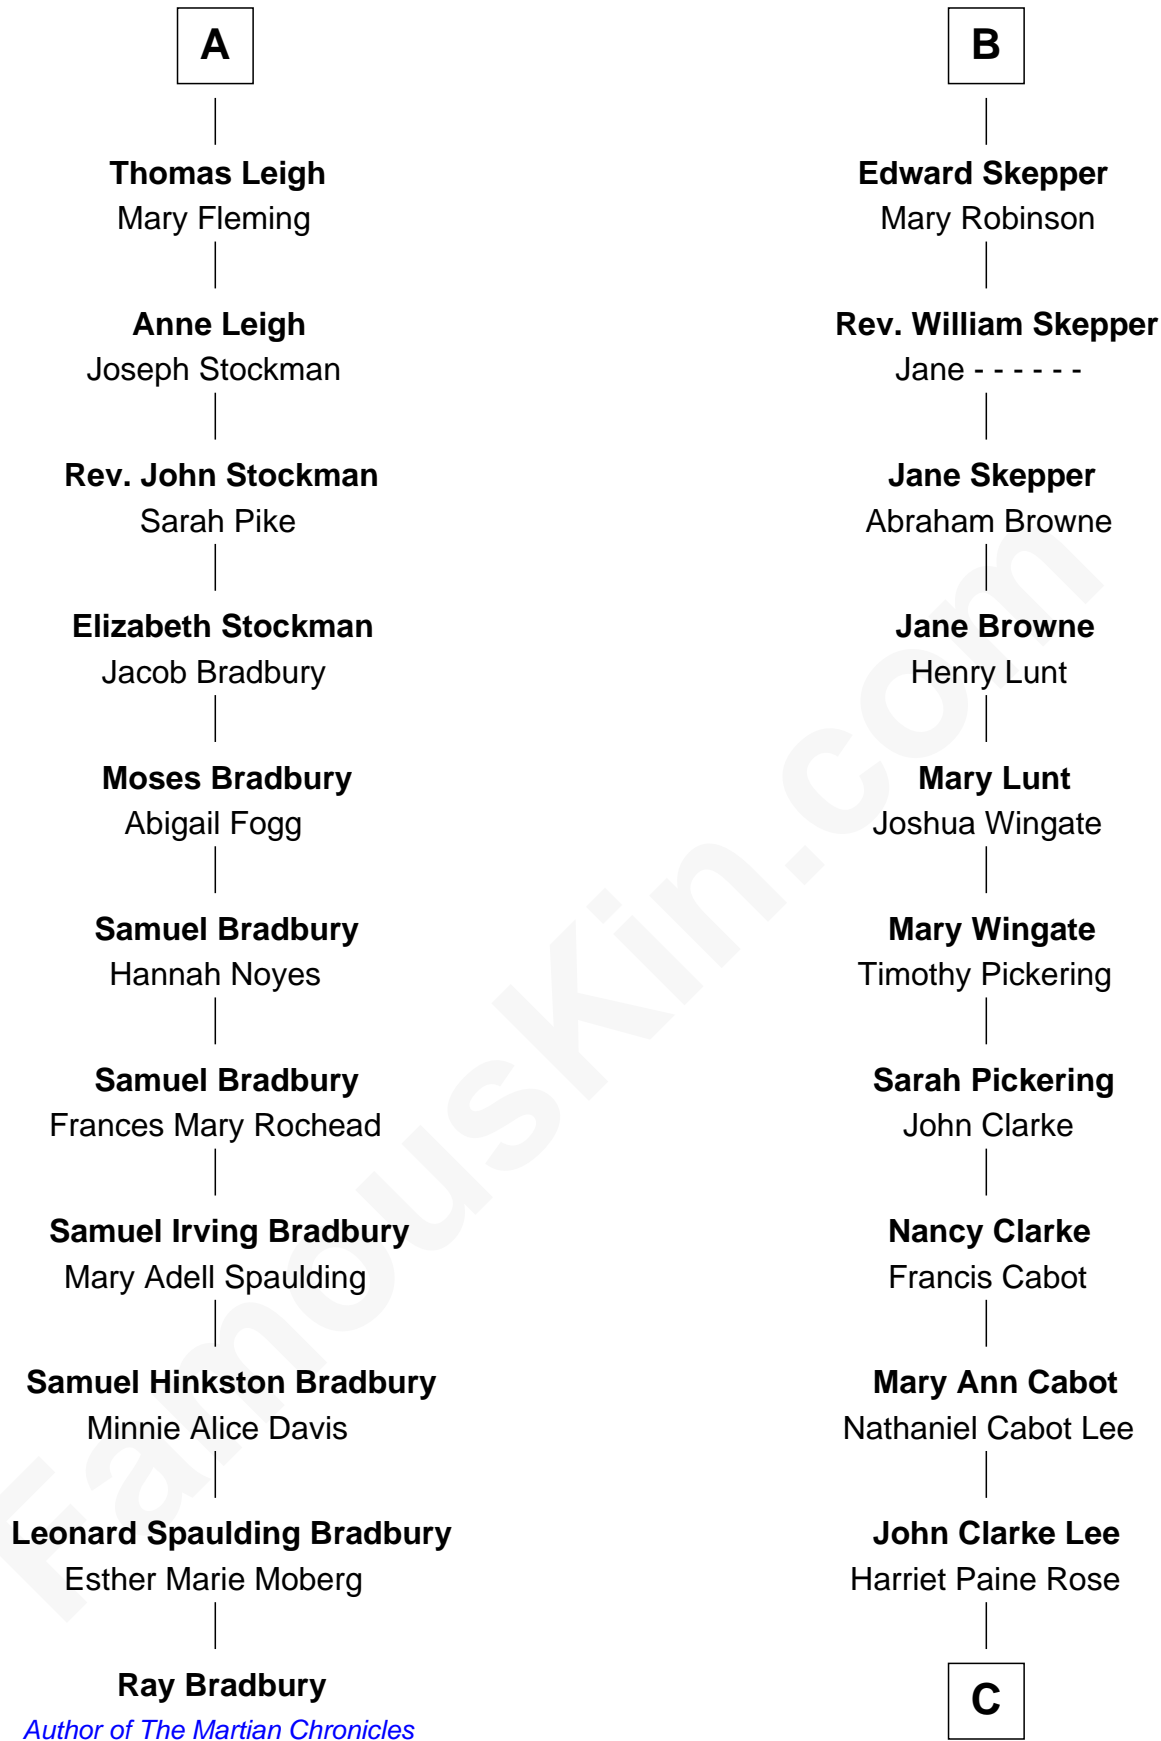 A
Thomas Leigh
Mary Fleming
Anne Leigh
Joseph Stockman
Rev. John Stockman
Sarah Pike
Elizabeth Stockman
Jacob Bradbury
Moses Bradbury
Abigail Fogg
Samuel Bradbury
Hannah Noyes
Samuel Bradbury
Frances Mary Rochead
Samuel Irving Bradbury
Mary Adell Spaulding
Samuel Hinkston Bradbury
Minnie Alice Davis
Leonard Spaulding Bradbury
Esther Marie Moberg
Ray Bradbury
Author of The Martian Chronicles
B
Edward Skepper
Mary Robinson
Rev. William Skepper
Jane - - - - - -
Jane Skepper
Abraham Browne
Jane Browne
Henry Lunt
Mary Lunt
Joshua Wingate
Mary Wingate
Timothy Pickering
Sarah Pickering
John Clarke
Nancy Clarke
Francis Cabot
Mary Ann Cabot
Nathaniel Cabot Lee
John Clarke Lee
Harriet Paine Rose
C
FamousKin.com